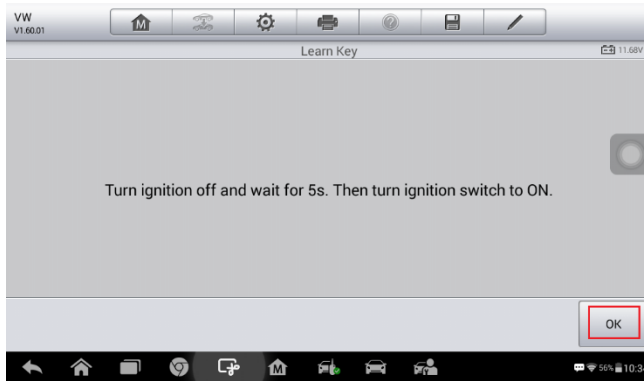 VW
V1.60.01
Learn Key
11.68V
Turn ignition off and wait for 5s. Then turn ignition switch to ON.
OK
56%